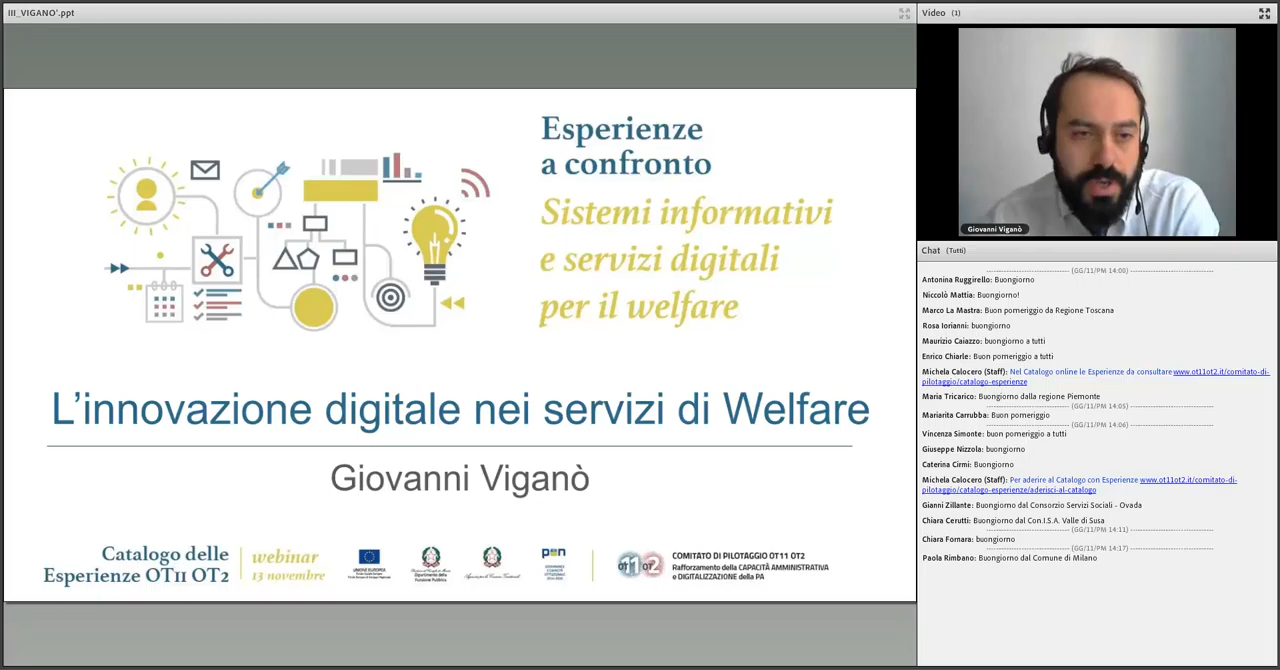 III_VIGANO'.ppt
Esperienze
a confronto
Sistemi informativi
e servizi digitali
per il welfare
L'innovazione digitale nei servizi di Welfare
Giovanni Viganò
Catalogo delle
Esperienze OT11 OT2
webinar
13 novembre
UNIONE EUROPEA
pon
OT1 OT2
COMITATO DI PILOTAGGIO OT11 OT2
Rafforzamento della CAPACITÀ AMMINISTRATIVA
e DIGITALIZZAZIONE della PA
Video (1)
Giovanni Viganò
Chat (Tutti)
(GG/11/PM 14:00)
Antonina Ruggirello: Buongiorno
Niccolò Mattia: Buongiorno!
Marco La Mastra: Buon pomeriggio da Regione Toscana
Rosa Iorianni: buongiorno
Maurizio Caiazzo: buongiorno a tutti
Enrico Chiarle: Buon pomeriggio a tutti
Michela Calocero (Staff): Nel Catalogo online le Esperienze da consultare www.ot11ot2.it/comitato-di-
pilotaggio/catalogo-esperienze
Maria Tricarico: Buongiorno dalla regione Piemonte
(GG/11/PM 14:05)
Mariarita Carrubba: Buon pomeriggio
(GG/11/PM 14:06)
Vincenza Simonte: buon pomeriggio a tutti
Giuseppe Nizzola: buongiorno
Caterina Cirmi: Buongiorno
Michela Calocero (Staff): Per aderire al Catalogo con Esperienze www.ot11ot2.it/comitato-di-
pilotaggio/catalogo-esperienze/aderisci-al-catalogo
Gianni Zillante: Buongiorno dal Consorzio Servizi Sociali - Ovada
Chiara Cerutti: Buongiorno dal Con.I.S.A. Valle di Susa
(GG/11/PM 14:11)
Chiara Fornara: buongiorno
(GG/11/PM 14:17)
Paola Rimbano: Buongiorno dal Comune di Milano